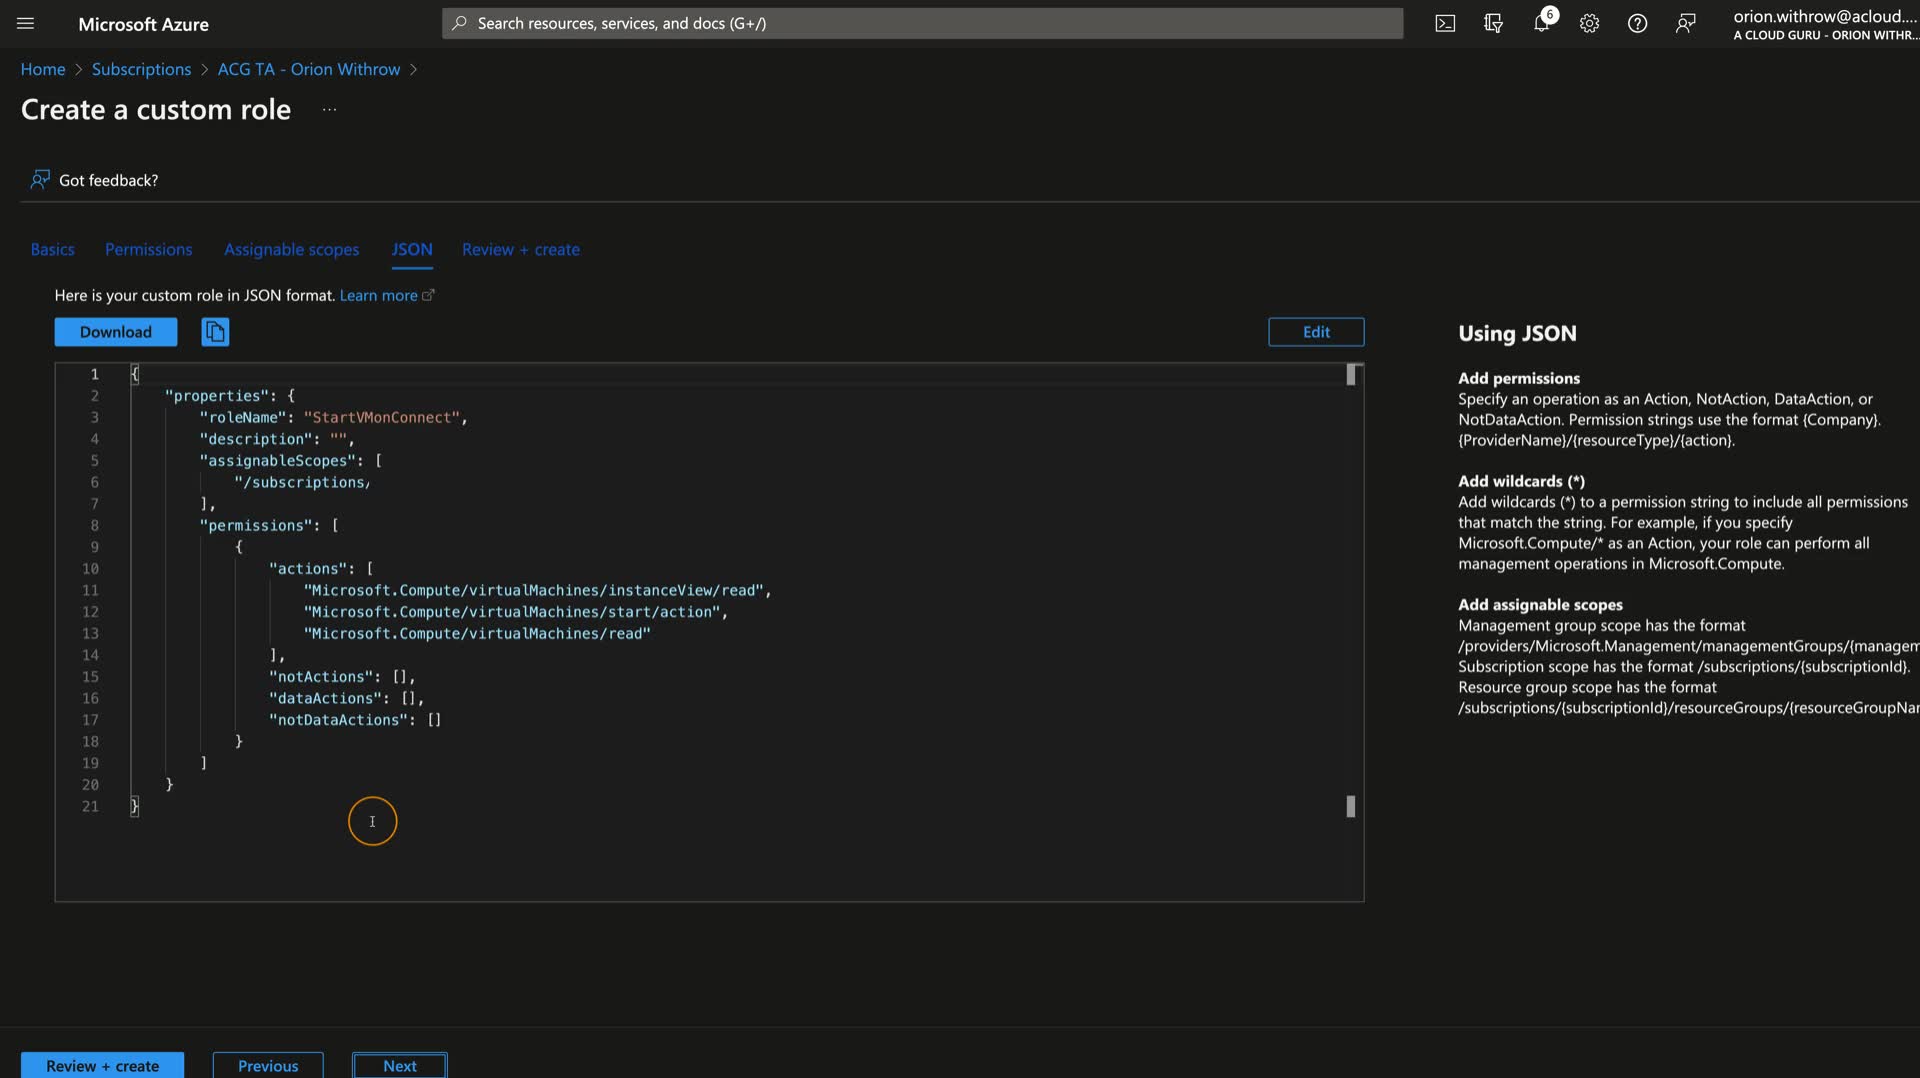 Microsoft Azure
Search resources, services, and docs (G+/)
6
orion.withrow@acloud....
A CLOUD GURU - ORION WITHR...
Home > Subscriptions > ACG TA - Orion Withrow >
Create a custom role ...
Got feedback?
Basics Permissions Assignable scopes JSON Review + create
Here is your custom role in JSON format. Learn more
Download
Edit
1 {
2 "properties": {
3 "roleName": "StartVMonConnect",
4 "description": "",
5 "assignableScopes": [
6 "/subscriptions/
7 ],
8 "permissions": [
9 {
10 "actions": [
11 "Microsoft.Compute/virtualMachines/instanceView/read",
12 "Microsoft.Compute/virtualMachines/start/action",
13 "Microsoft.Compute/virtualMachines/read"
14 ],
15 "notActions": [],
16 "dataActions": [],
17 "notDataActions": []
18 }
19 ]
20 }
21 }
Using JSON
Add permissions
Specify an operation as an Action, NotAction, DataAction, or
NotDataAction. Permission strings use the format {Company}.
{ProviderName}/{resourceType}/{action}.
Add wildcards (*)
Add wildcards (*) to a permission string to include all permissions
that match the string. For example, if you specify
Microsoft.Compute/* as an Action, your role can perform all
management operations in Microsoft.Compute.
Add assignable scopes
Management group scope has the format
/providers/Microsoft.Management/managementGroups/{managem
Subscription scope has the format /subscriptions/{subscriptionId}.
Resource group scope has the format
/subscriptions/{subscriptionId}/resourceGroups/{resourceGroupNar
Review + create
Previous
Next